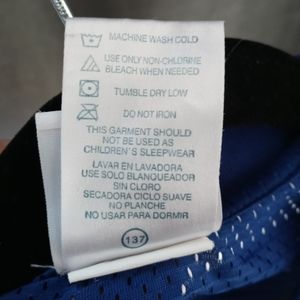 MACHINE WASH COLD
USE ONLY NON-CHLORINE
BLEACH WHEN NEEDED
TUMBLE DRY LOW
DO NOT IRON
THIS GARMENT SHOULD
NOT BE USED AS
CHILDREN'S SLEEPWEAR
LAVAR EN LAVADORA
USE SOLO BLANQUEADOR
SIN CLORO
SECADORA CICLO SUAVE
NO PLANCHE
NO USAR PARA DORMIR
137